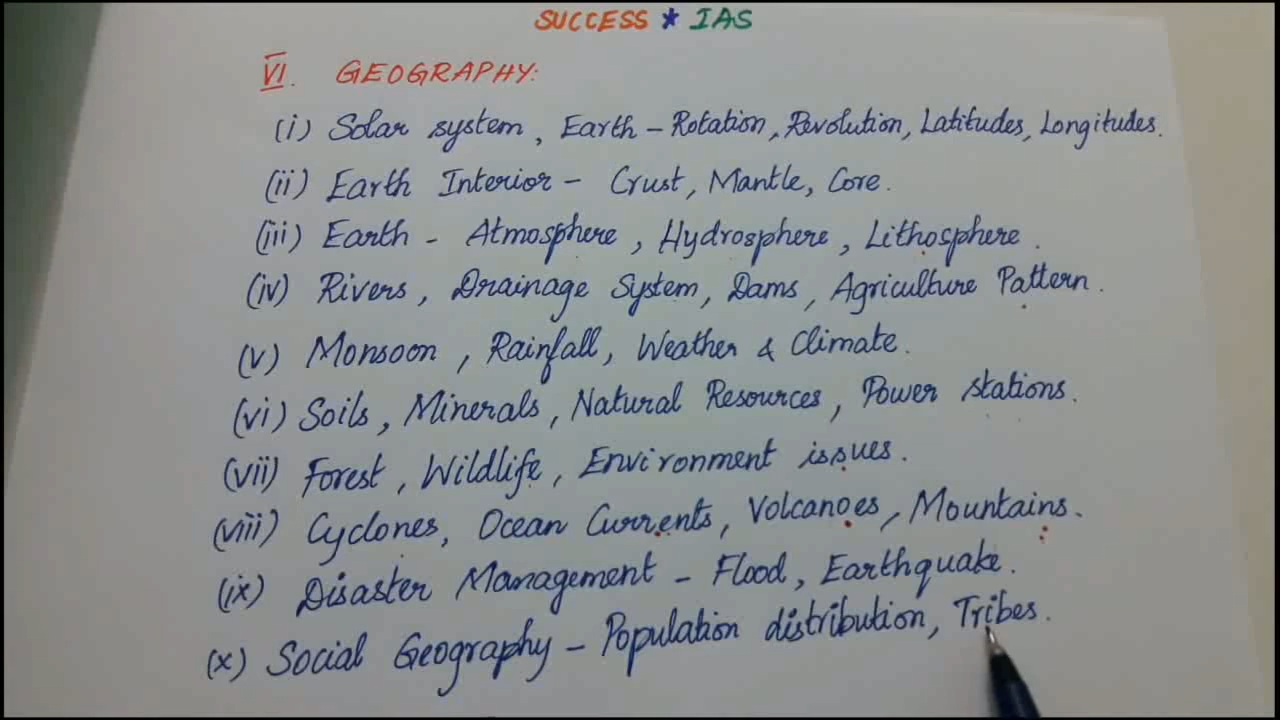 SUCCESS * IAS
VI. GEOGRAPHY:
(i) Solar system, Earth – Rotation, Revolution, Latitudes, Longitudes.
(ii) Earth Interior – Crust, Mantle, Core.
(iii) Earth - Atmosphere, Hydrosphere, Lithosphere.
(iv) Rivers, Drainage System, Dams, Agriculture Pattern.
(v) Monsoon, Rainfall, Weather & Climate.
(vi) Soils, Minerals, Natural Resources, Power stations.
(vii) Forest, Wildlife, Environment issues.
(viii) Cyclones, Ocean Currents, Volcanoes, Mountains.
(ix) Disaster Management – Flood, Earthquake.
(x) Social Geography – Population distribution, Tribes.